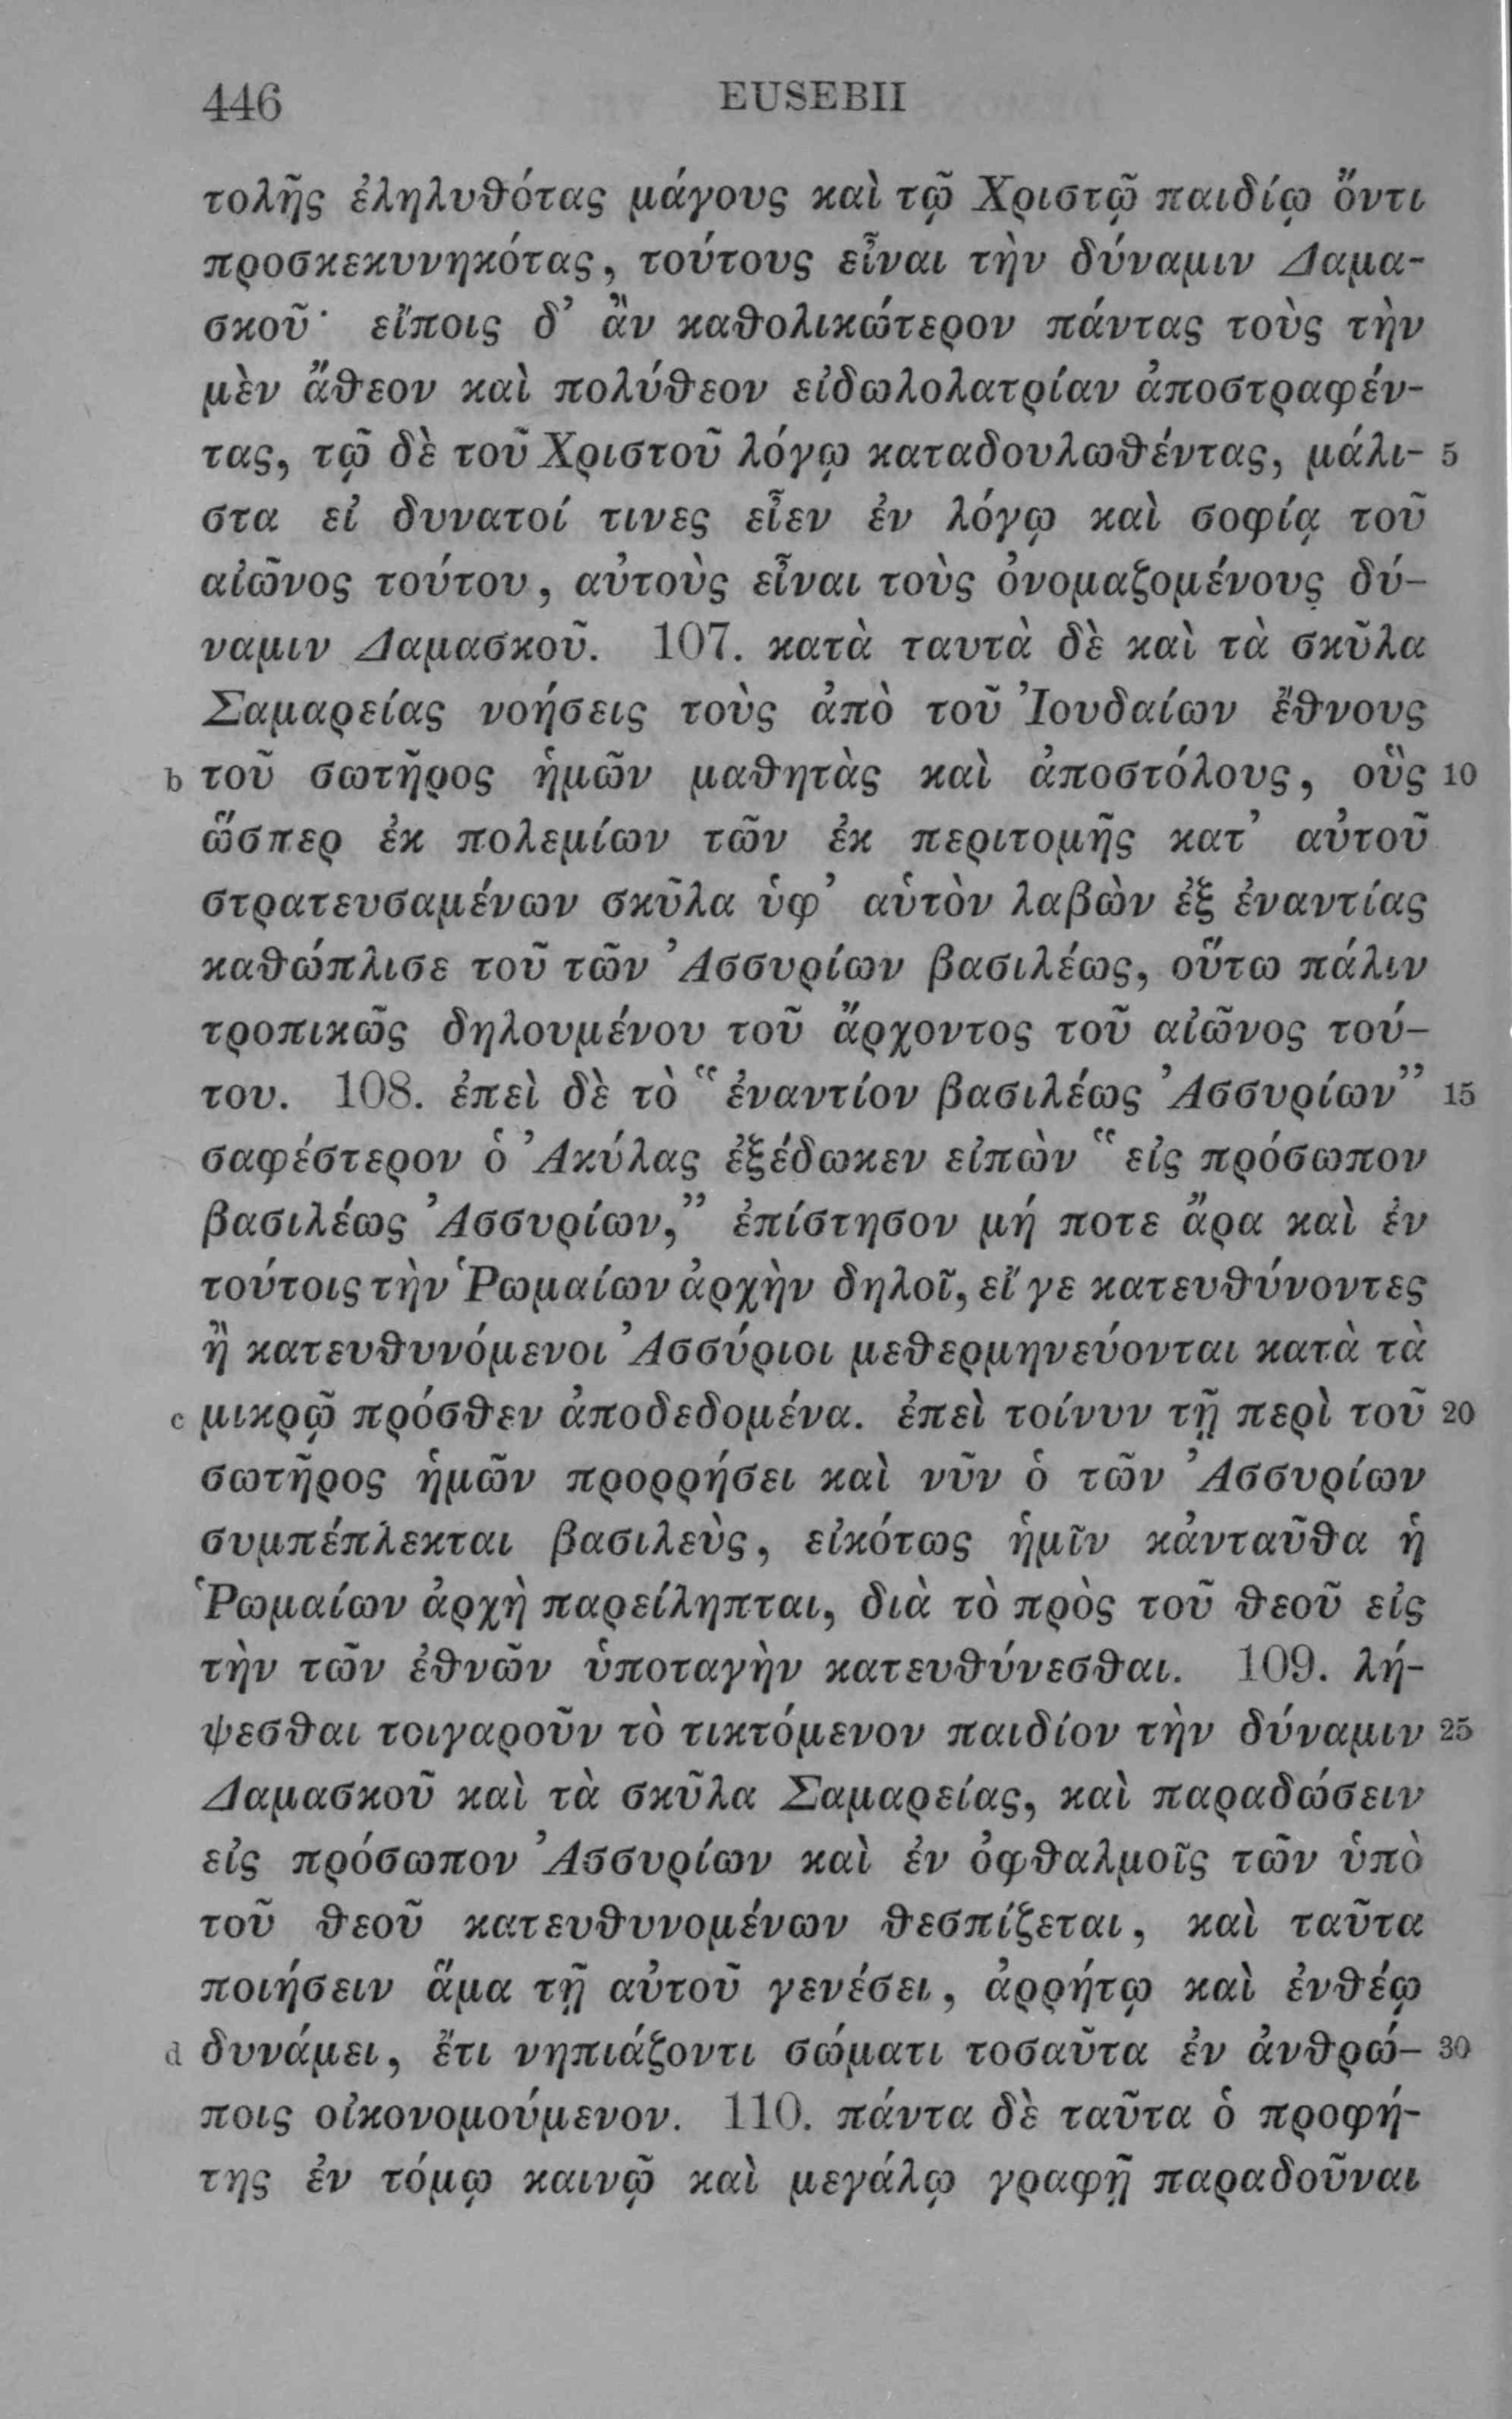 446 EUSEBII
τολῆς ἐληλυθότας μάγους καὶ τῷ Χριστῷ παιδίῳ ὄντι
προσκεκυνηκότας, τούτους εἶναι τὴν δύναμιν Δαμα-
σκοῦ· εἴποις δ’ ἂν καθολικώτερον πάντας τοὺς τὴν
μὲν ἄθεον καὶ πολύθεον εἰδωλολατρίαν ἀποστραφέν-
τας, τῷ δὲ τοῦ Χριστοῦ λόγῳ καταδουλωθέντας, μάλι- 5
στα εἰ δυνατοί τινες εἶεν ἐν λόγῳ καὶ σοφίᾳ τοῦ
αἰῶνος τούτου, αὐτοὺς εἶναι τοὺς ὀνομαζομένους δύ-
ναμιν Δαμασκοῦ. 107. κατὰ ταυτὰ δὲ καὶ τὰ σκῦλα
Σαμαρείας νοήσεις τοὺς ἀπὸ τοῦ Ἰουδαίων ἔθνους
b τοῦ σωτῆρος ἡμῶν μαθητὰς καὶ ἀποστόλους, οὓς 10
ὥσπερ ἐκ πολεμίων τῶν ἐκ περιτομῆς κατ’ αὐτοῦ
στρατευσαμένων σκῦλα ὑφ’ αὑτὸν λαβὼν ἐξ ἐναντίας
καθώπλισε τοῦ τῶν Ἀσσυρίων βασιλέως, οὕτω πάλιν
τροπικῶς δηλουμένου τοῦ ἄρχοντος τοῦ αἰῶνος τού-
του. 108. ἐπεὶ δὲ τὸ “ἐναντίον βασιλέως Ἀσσυρίων” 15
σαφέστερον ὁ Ἀκύλας ἐξέδωκεν εἰπὼν “εἰς πρόσωπον
βασιλέως Ἀσσυρίων,” ἐπίστησον μή ποτε ἄρα καὶ ἐν
τούτοις τὴν Ῥωμαίων ἀρχὴν δηλοῖ, εἴ γε κατευθύνοντες
ἢ κατευθυνόμενοι Ἀσσύριοι μεθερμηνεύονται κατὰ τὰ
c μικρῷ πρόσθεν ἀποδεδομένα. ἐπεὶ τοίνυν τῇ περὶ τοῦ 20
σωτῆρος ἡμῶν προρρήσει καὶ νῦν ὁ τῶν Ἀσσυρίων
συμπέπλεκται βασιλεὺς, εἰκότως ἡμῖν κἀνταῦθα ἡ
Ῥωμαίων ἀρχὴ παρείληπται, διὰ τὸ πρὸς τοῦ θεοῦ εἰς
τὴν τῶν ἐθνῶν ὑποταγὴν κατευθύνεσθαι. 109. λή-
ψεσθαι τοιγαροῦν τὸ τικτόμενον παιδίον τὴν δύναμιν 25
Δαμασκοῦ καὶ τὰ σκῦλα Σαμαρείας, καὶ παραδώσειν
εἰς πρόσωπον Ἀσσυρίων καὶ ἐν ὀφθαλμοῖς τῶν ὑπὸ
τοῦ θεοῦ κατευθυνομένων θεσπίζεται, καὶ ταῦτα
ποιήσειν ἅμα τῇ αὐτοῦ γενέσει, ἀρρήτῳ καὶ ἐνθέῳ
d δυνάμει, ἔτι νηπιάζοντι σώματι τοσαῦτα ἐν ἀνθρώ- 30
ποις οἰκονομούμενον. 110. πάντα δὲ ταῦτα ὁ προφή-
της ἐν τόμῳ καινῷ καὶ μεγάλῳ γραφῇ παραδοῦναι